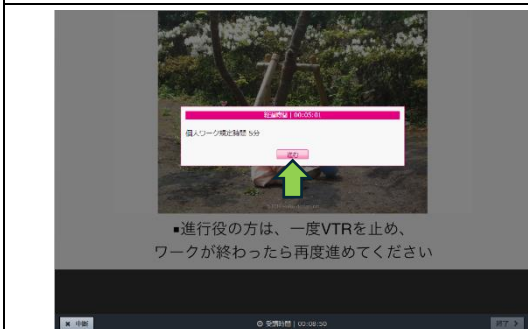 経過時間 | 00:05:01
個人ワーク規定時間 5分
進む
■進行役の方は、一度VTRを止め、
ワークが終わったら再度進めてください
✖ 中断
受講時間 | 00:08:50
終了 >